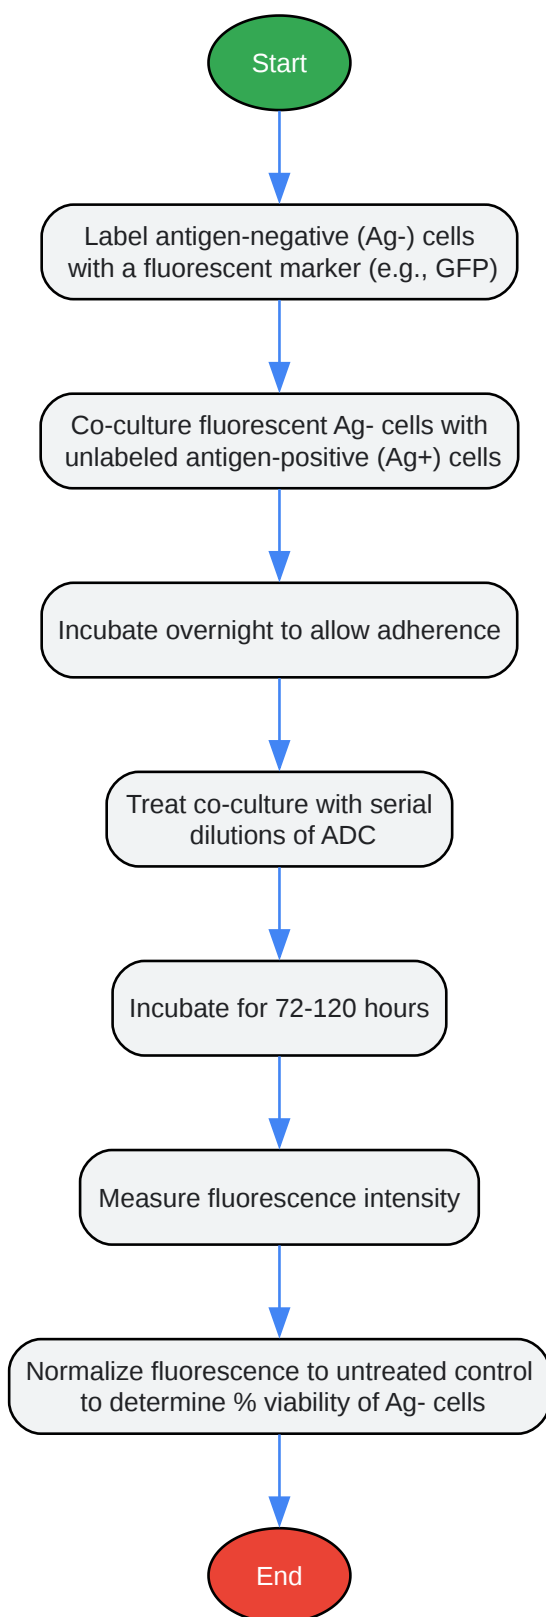 Start
Label antigen-negative (Ag-) cells
with a fluorescent marker (e.g., GFP)
Co-culture fluorescent Ag- cells with
unlabeled antigen-positive (Ag+) cells
Incubate overnight to allow adherence
Treat co-culture with serial
dilutions of ADC
Incubate for 72-120 hours
Measure fluorescence intensity
Normalize fluorescence to untreated control
to determine % viability of Ag- cells
End